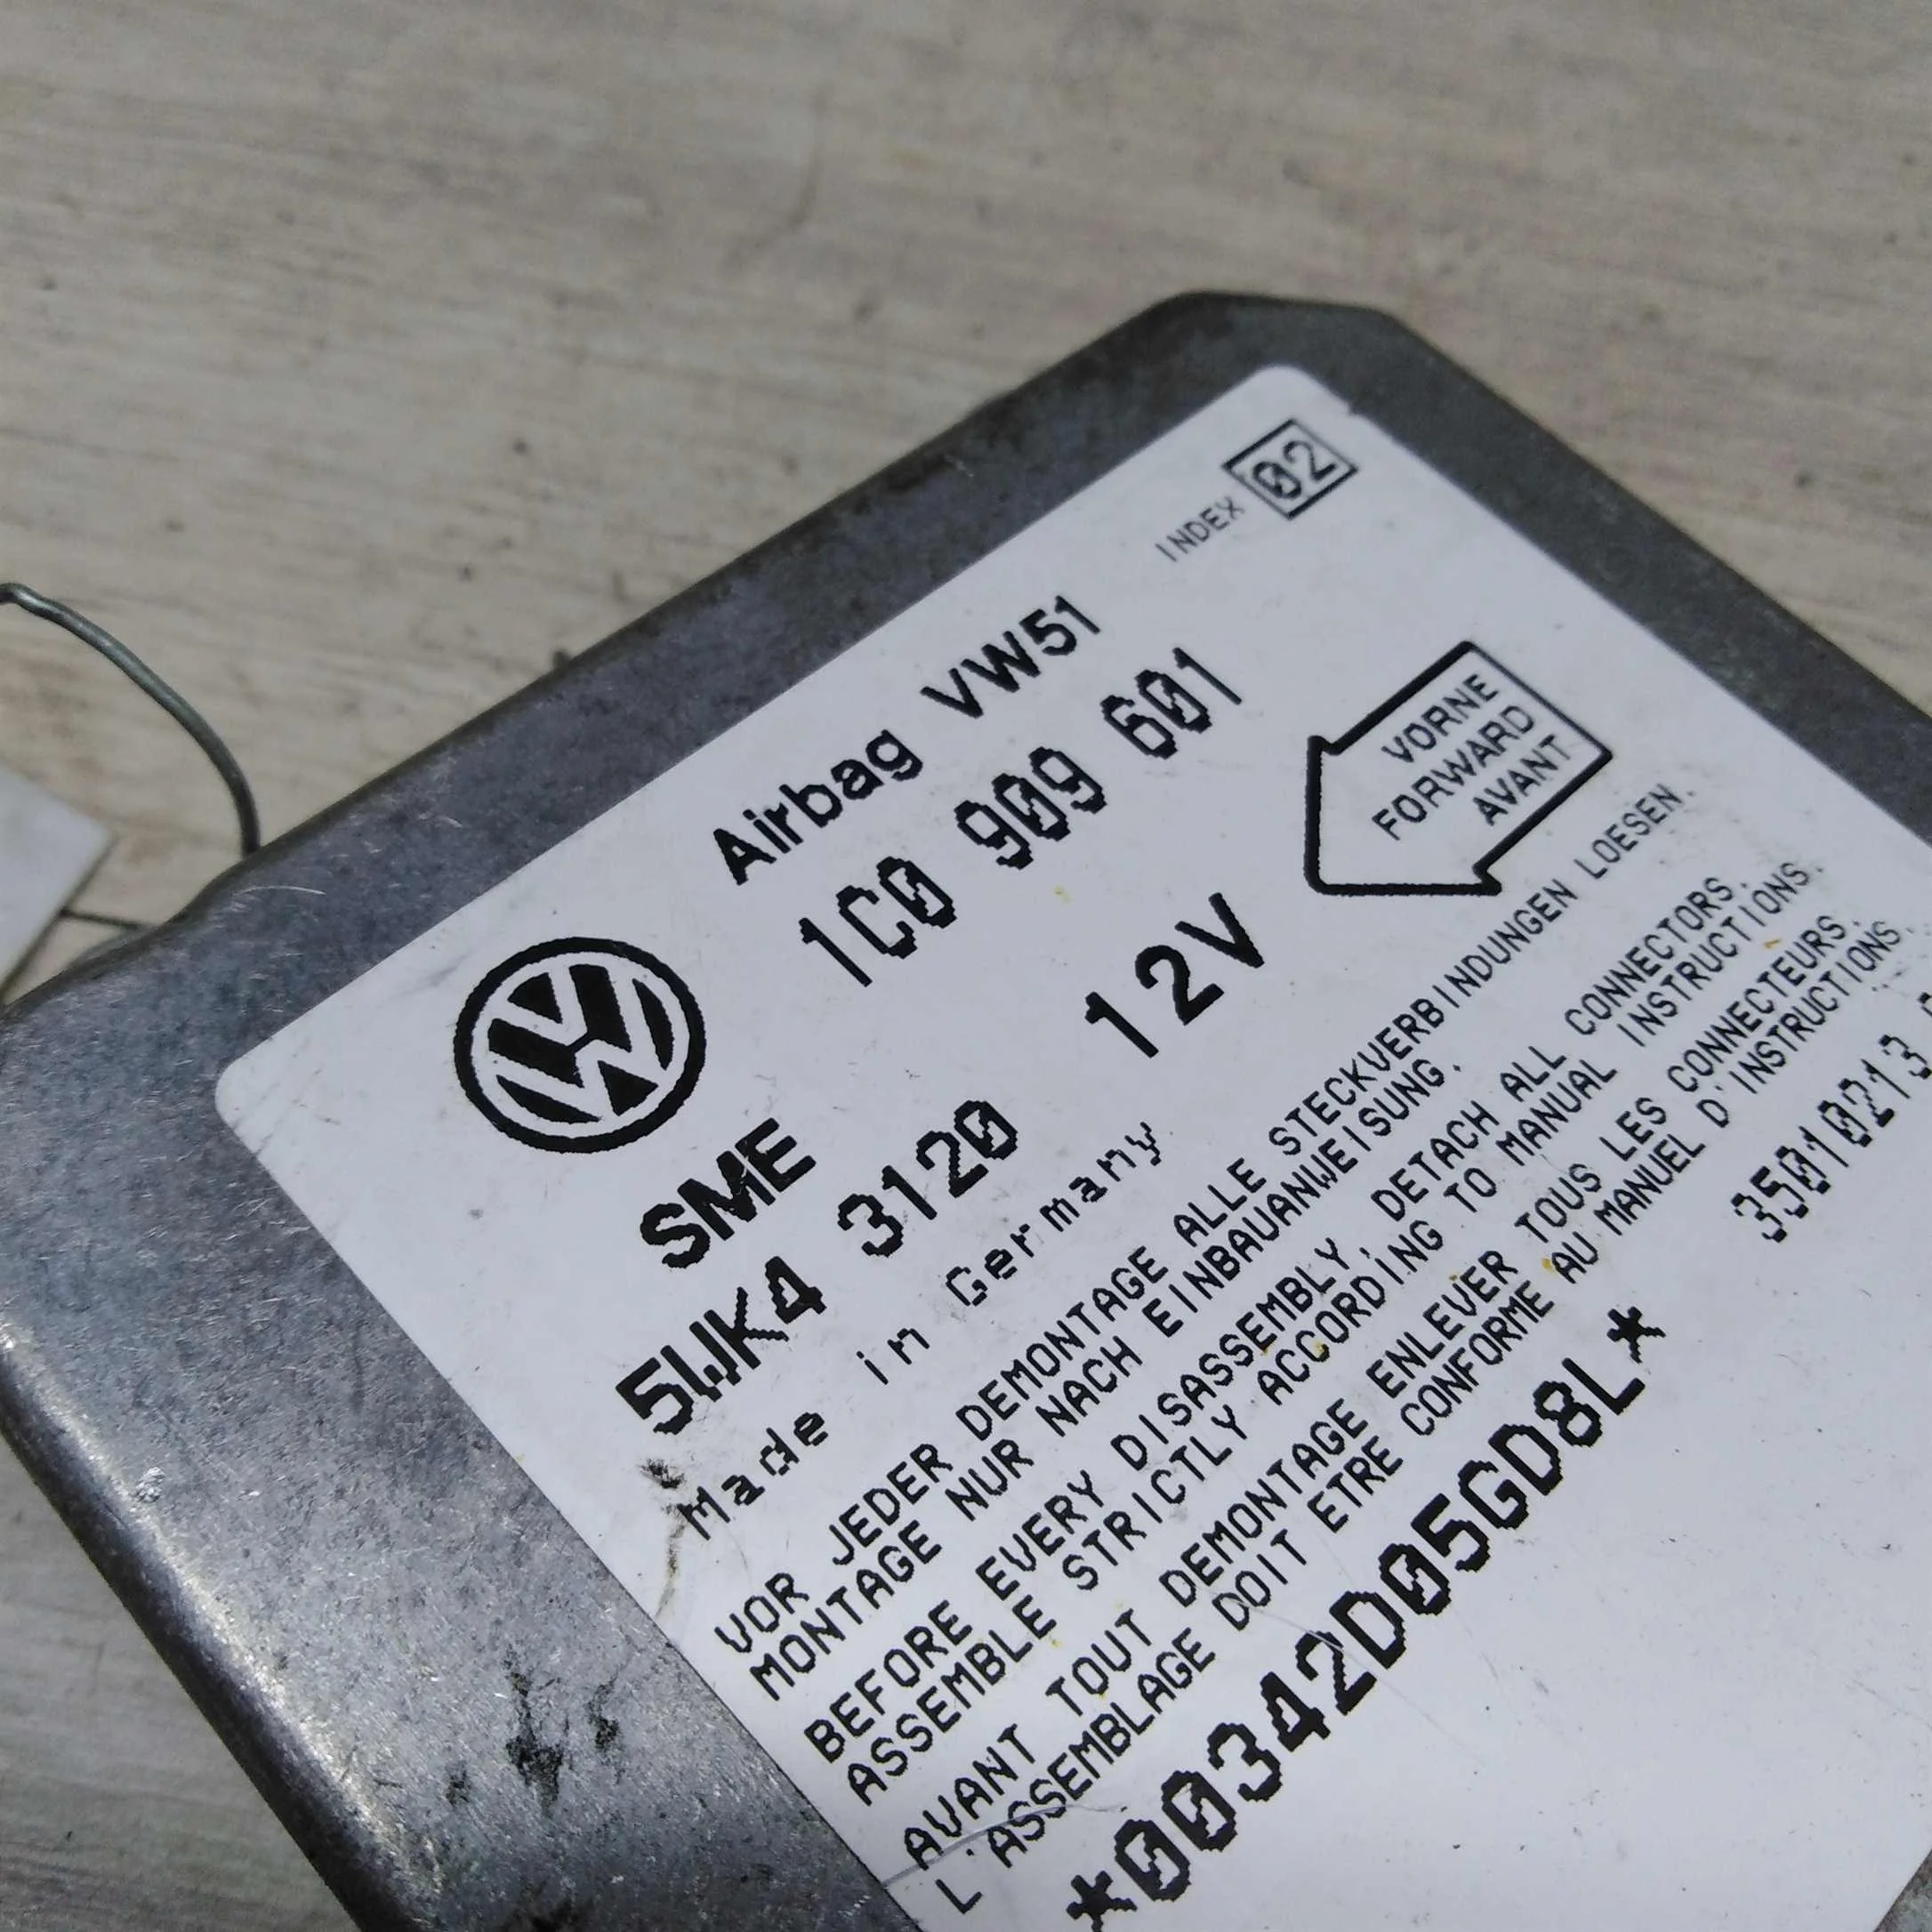 INDEX 02
Airbag VW51
1C0 909 601
VORNE
FORWARD
AVANT
SME
5WK4 3120 12V
Made in Germany
VOR JEDER DEMONTAGE ALLE STECKVERBINDUNGEN LOESEN.
MONTAGE NUR NACH EINBAUANWEISUNG.
BEFORE EVERY DISASSEMBLY, DETACH ALL CONNECTORS.
ASSEMBLE STRICTLY ACCORDING TO MANUAL INSTRUCTIONS.
AVANT TOUT DEMONTAGE ENLEVER TOUS LES CONNECTEURS.
L'ASSEMBLAGE DOIT ETRE CONFORME AU MANUEL D'INSTRUCTIONS.
*00342D05GD8L*